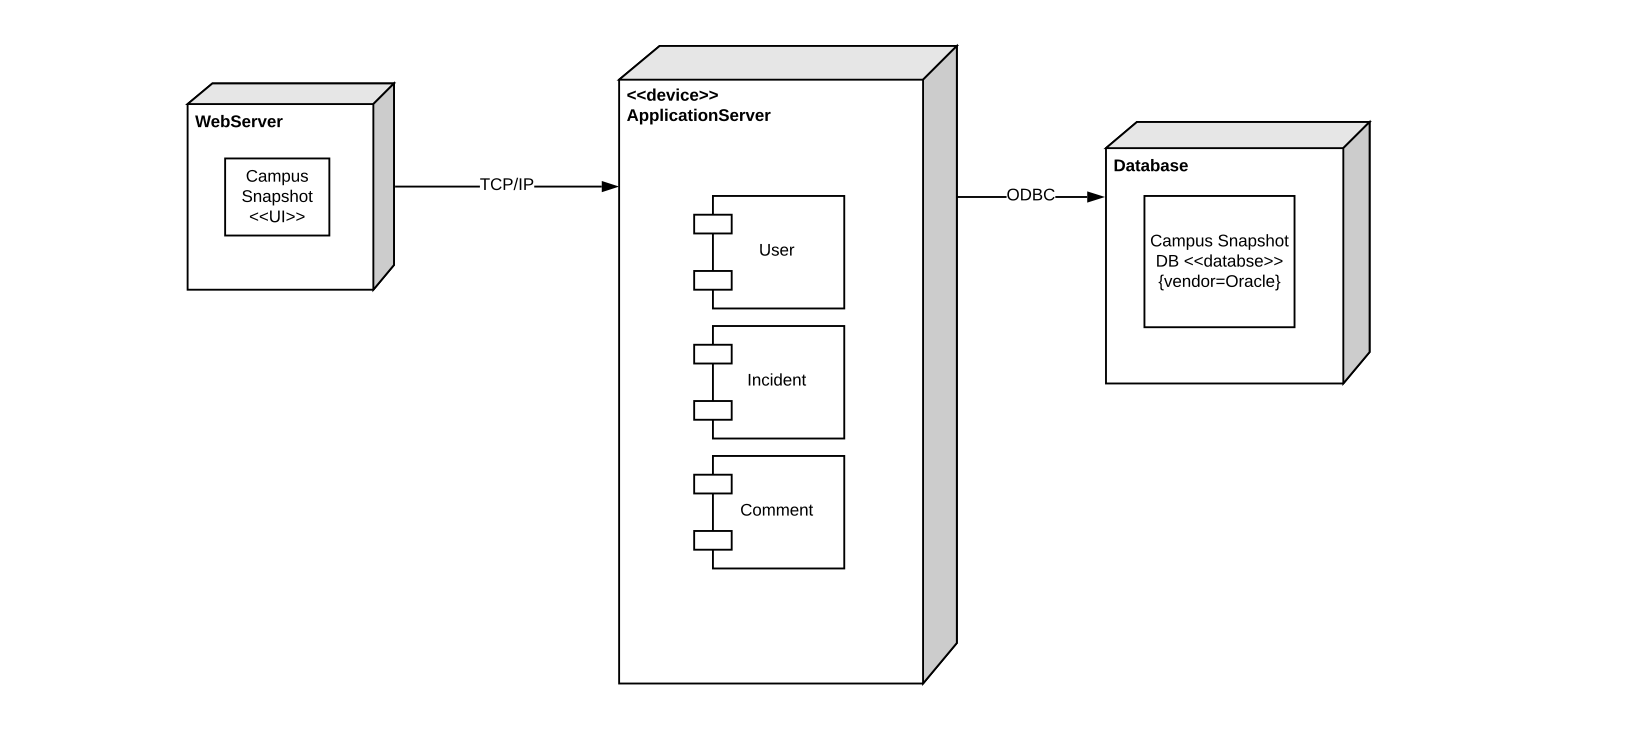 WebServer
Campus
Snapshot
<<UI>>
TCP/IP
<<device>>
ApplicationServer
User
Incident
Comment
ODBC
Database
Campus Snapshot
DB <<databse>>
{vendor=Oracle}